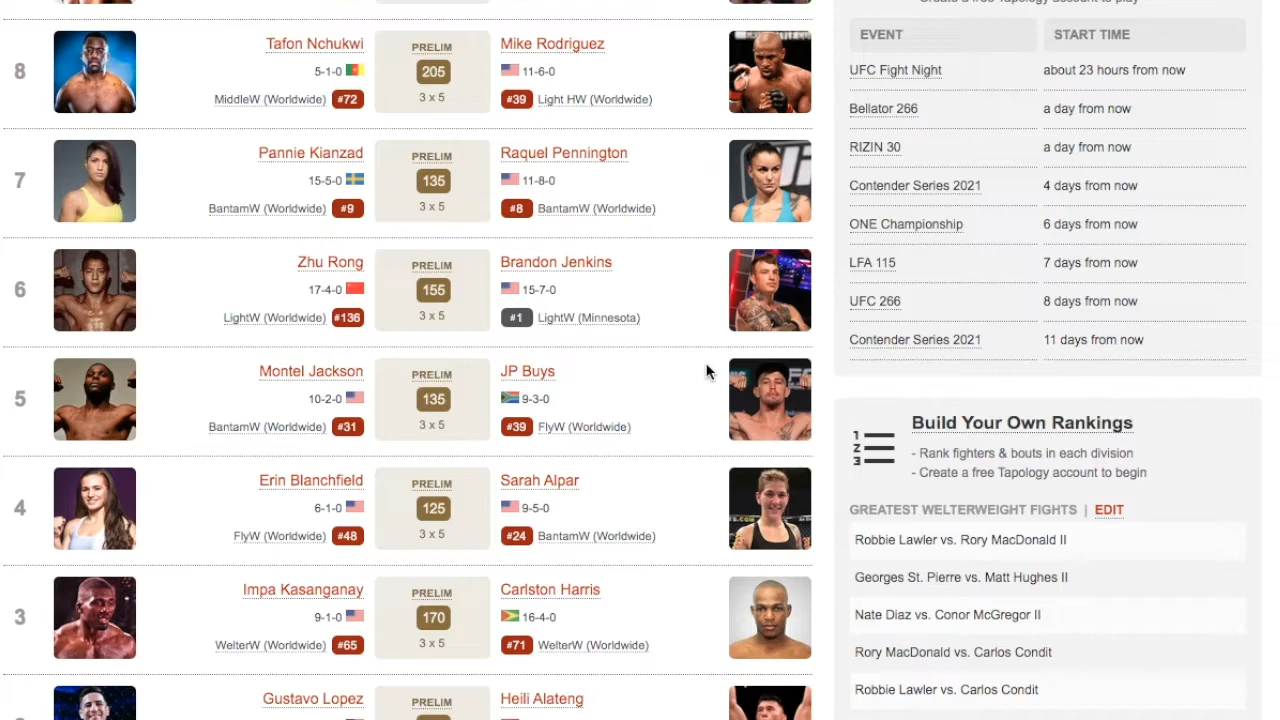 Create a free Tapology account to play
8
Tafon Nchukwi
PRELIM
Mike Rodriguez
5-1-0
205
11-6-0
MiddleW (Worldwide) #72
3 x 5
#39 Light HW (Worldwide)
7
Pannie Kianzad
PRELIM
Raquel Pennington
15-5-0
135
11-8-0
BantamW (Worldwide) #9
3 x 5
#8 BantamW (Worldwide)
6
Zhu Rong
PRELIM
Brandon Jenkins
17-4-0
155
15-7-0
LightW (Worldwide) #136
3 x 5
#1 LightW (Minnesota)
5
Montel Jackson
PRELIM
JP Buys
10-2-0
135
9-3-0
BantamW (Worldwide) #31
3 x 5
#39 FlyW (Worldwide)
4
Erin Blanchfield
PRELIM
Sarah Alpar
6-1-0
125
9-5-0
FlyW (Worldwide) #48
3 x 5
#24 BantamW (Worldwide)
3
Impa Kasanganay
PRELIM
Carlston Harris
9-1-0
170
16-4-0
WelterW (Worldwide) #65
3 x 5
#71 WelterW (Worldwide)
Gustavo Lopez
PRELIM
Heili Alateng
EVENT START TIME
UFC Fight Night about 23 hours from now
Bellator 266 a day from now
RIZIN 30 a day from now
Contender Series 2021 4 days from now
ONE Championship 6 days from now
LFA 115 7 days from now
UFC 266 8 days from now
Contender Series 2021 11 days from now
Build Your Own Rankings
- Rank fighters & bouts in each division
- Create a free Tapology account to begin
GREATEST WELTERWEIGHT FIGHTS | EDIT
Robbie Lawler vs. Rory MacDonald II
Georges St. Pierre vs. Matt Hughes II
Nate Diaz vs. Conor McGregor II
Rory MacDonald vs. Carlos Condit
Robbie Lawler vs. Carlos Condit